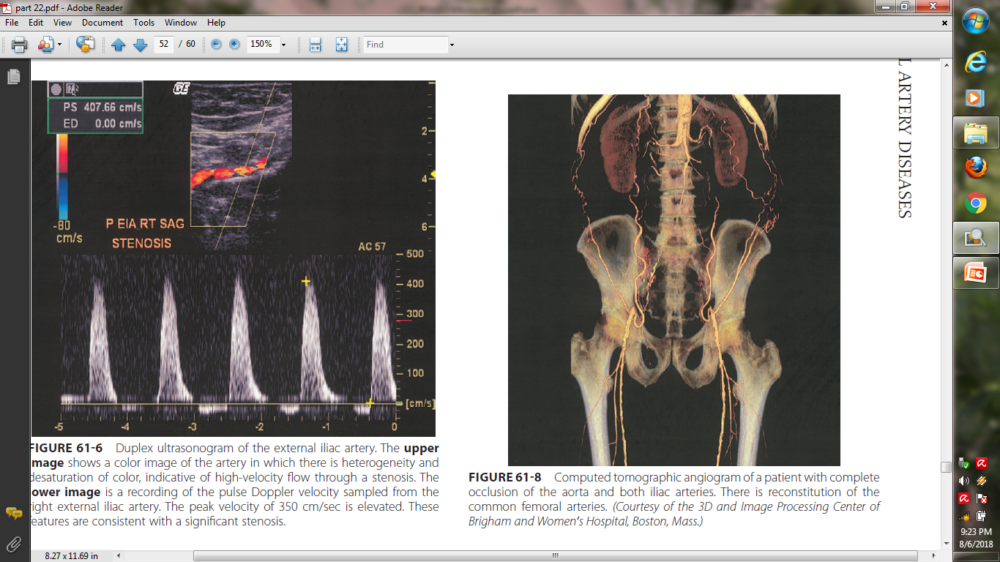 part 22.pdf - Adobe Reader
File Edit View Document Tools Window Help
52 / 60 150% Find
L ARTERY DISEASES
GE
PS 407.66 cm/s
ED 0.00 cm/s
2
4
6
-80
cm/s
P EIA RT SAG
STENOSIS
AC 57
500
400
300
200
100
[cm/s]
-5 -4 -3 -2 -1 0
FIGURE 61-6 Duplex ultrasonogram of the external iliac artery. The upper
image shows a color image of the artery in which there is heterogeneity and
desaturation of color, indicative of high-velocity flow through a stenosis. The
ower image is a recording of the pulse Doppler velocity sampled from the
right external iliac artery. The peak velocity of 350 cm/sec is elevated. These
features are consistent with a significant stenosis.
FIGURE 61-8 Computed tomographic angiogram of a patient with complete
occlusion of the aorta and both iliac arteries. There is reconstitution of the
common femoral arteries. (Courtesy of the 3D and Image Processing Center of
Brigham and Women's Hospital, Boston, Mass.)
8.27 x 11.69 in
9:23 PM
8/6/2018